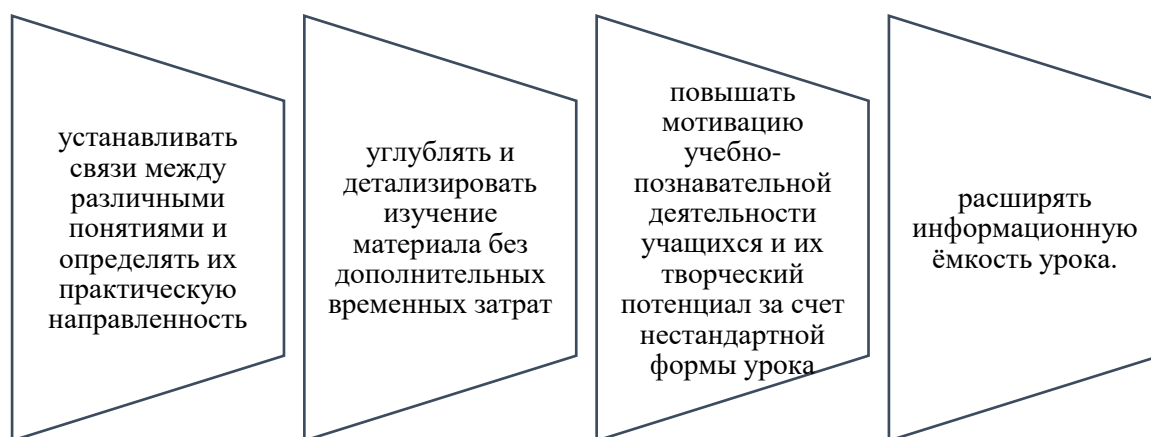 устанавливать
связи между
различными
понятиями и
определять их
практическую
направленность
углублять и
детализировать
изучение
материала без
дополнительных
временных затрат
повышать
мотивацию
учебно-
познавательной
деятельности
учащихся и их
творческий
потенциал за счет
нестандартной
формы урока
расширять
информационную
ёмкость урока.